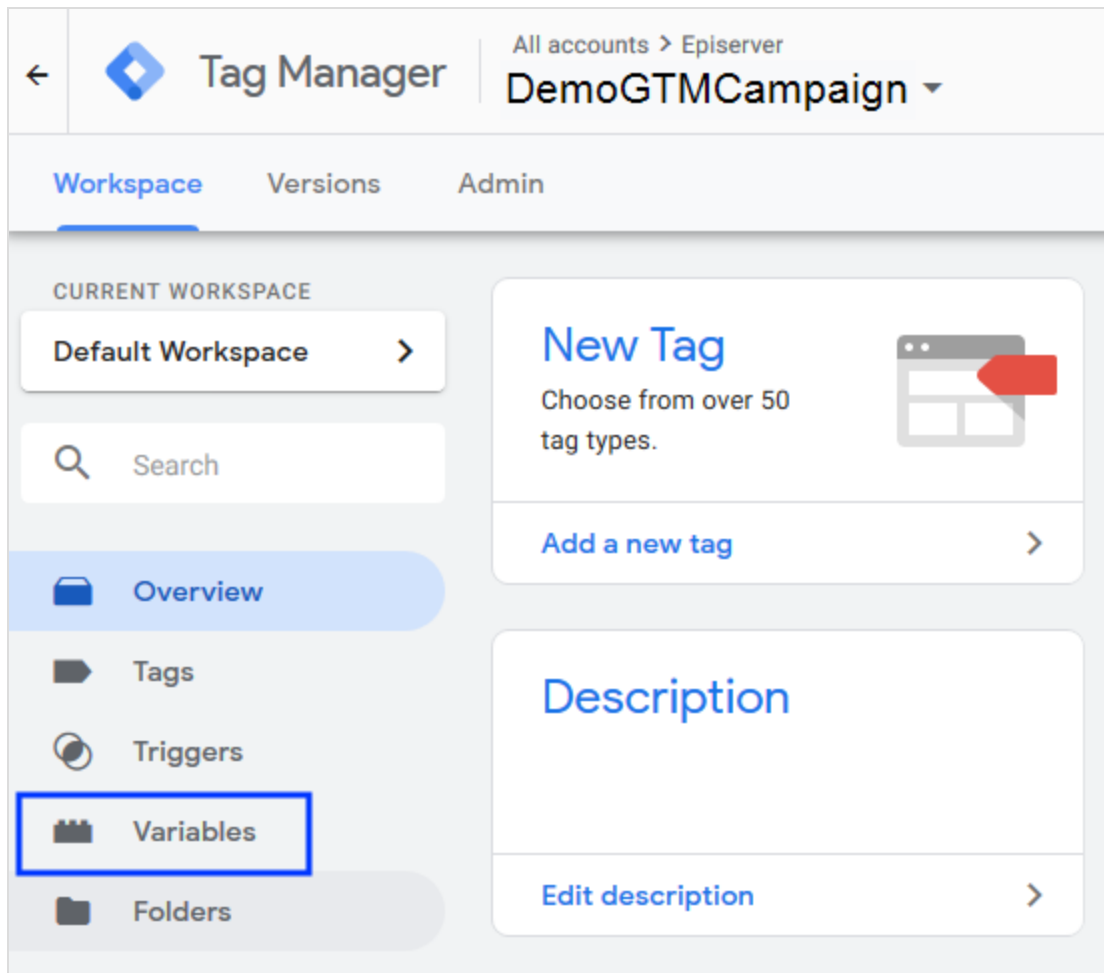 All accounts > Episerver
Tag Manager
DemoGTMCampaign
Workspace Versions Admin
CURRENT WORKSPACE
Default Workspace
Search
Overview
Tags
Triggers
Variables
Folders
New Tag
Choose from over 50
tag types.
Add a new tag
Description
Edit description